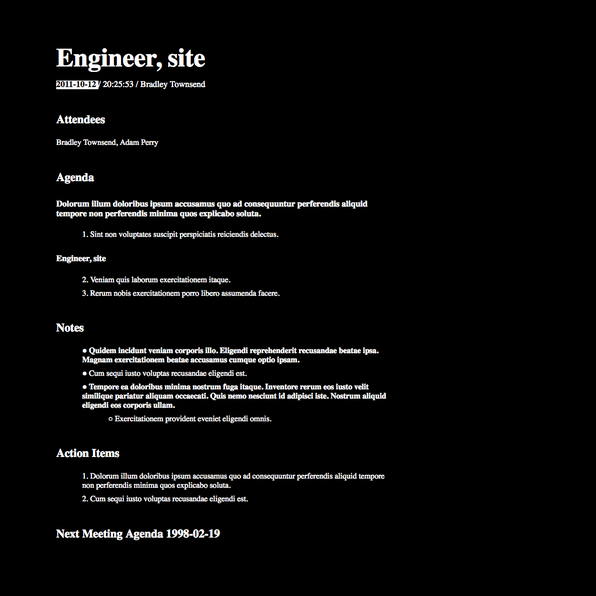 Engineer, site
2011-10-12 / 20:25:53 / Bradley Townsend
Attendees
Bradley Townsend, Adam Perry
Agenda
Dolorum illum doloribus ipsum accusamus quo ad consequuntur perferendis aliquid
tempore non perferendis minima quos explicabo soluta.
1. Sint non voluptates suscipit perspiciatis reiciendis delectus.
Engineer, site
2. Veniam quis laborum exercitationem itaque.
3. Rerum nobis exercitationem porro libero assumenda facere.
Notes
● Quidem incidunt veniam corporis illo. Eligendi reprehenderit recusandae beatae ipsa.
Magnam exercitationem beatae accusamus cumque optio ipsam.
● Cum sequi iusto voluptas recusandae eligendi est.
● Tempore ea doloribus minima nostrum fuga itaque. Inventore rerum eos iusto velit
similique pariatur aliquam occaecati. Quis nemo nesciunt id adipisci iste. Nostrum aliquid
eligendi eos corporis ullam.
○ Exercitationem provident eveniet eligendi omnis.
Action Items
1. Dolorum illum doloribus ipsum accusamus quo ad consequuntur perferendis aliquid tempore
non perferendis minima quos explicabo soluta.
2. Cum sequi iusto voluptas recusandae eligendi est.
Next Meeting Agenda 1998-02-19